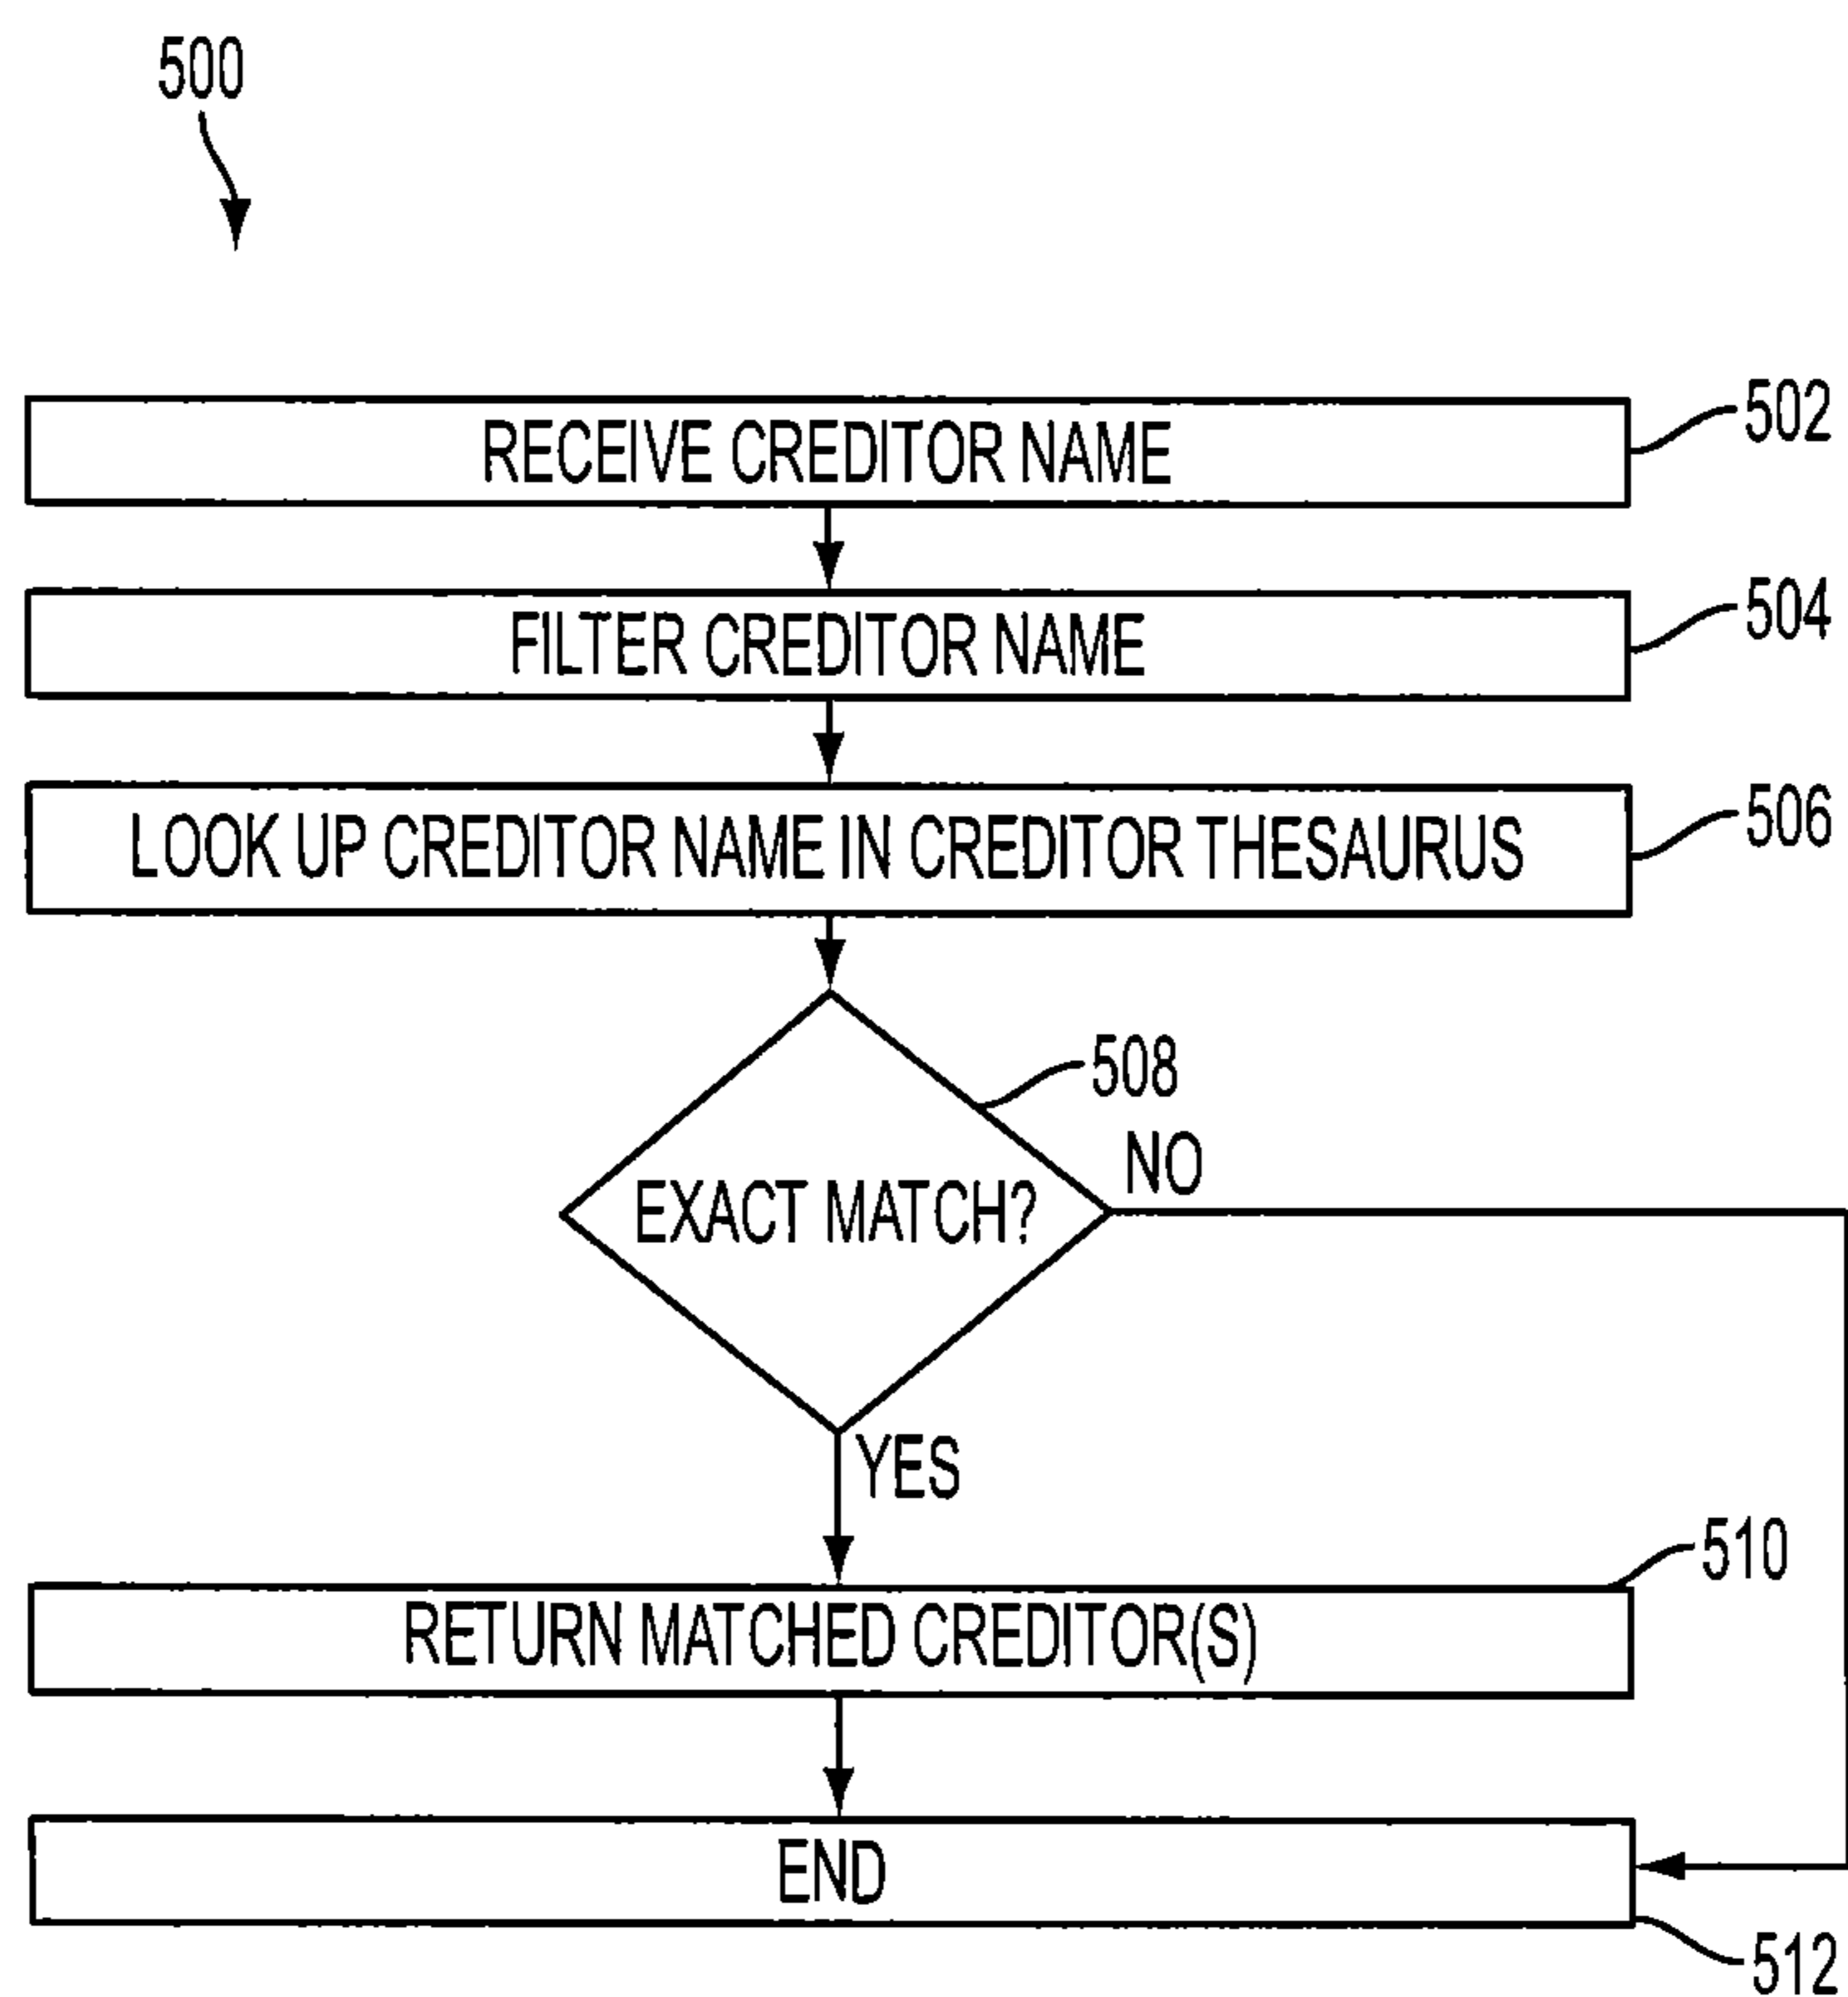 500
RECEIVE CREDITOR NAME
502
FILTER CREDITOR NAME
504
LOOK UP CREDITOR NAME IN CREDITOR THESAURUS
506
508
NO
EXACT MATCH?
YES
510
RETURN MATCHED CREDITOR(S)
END
512